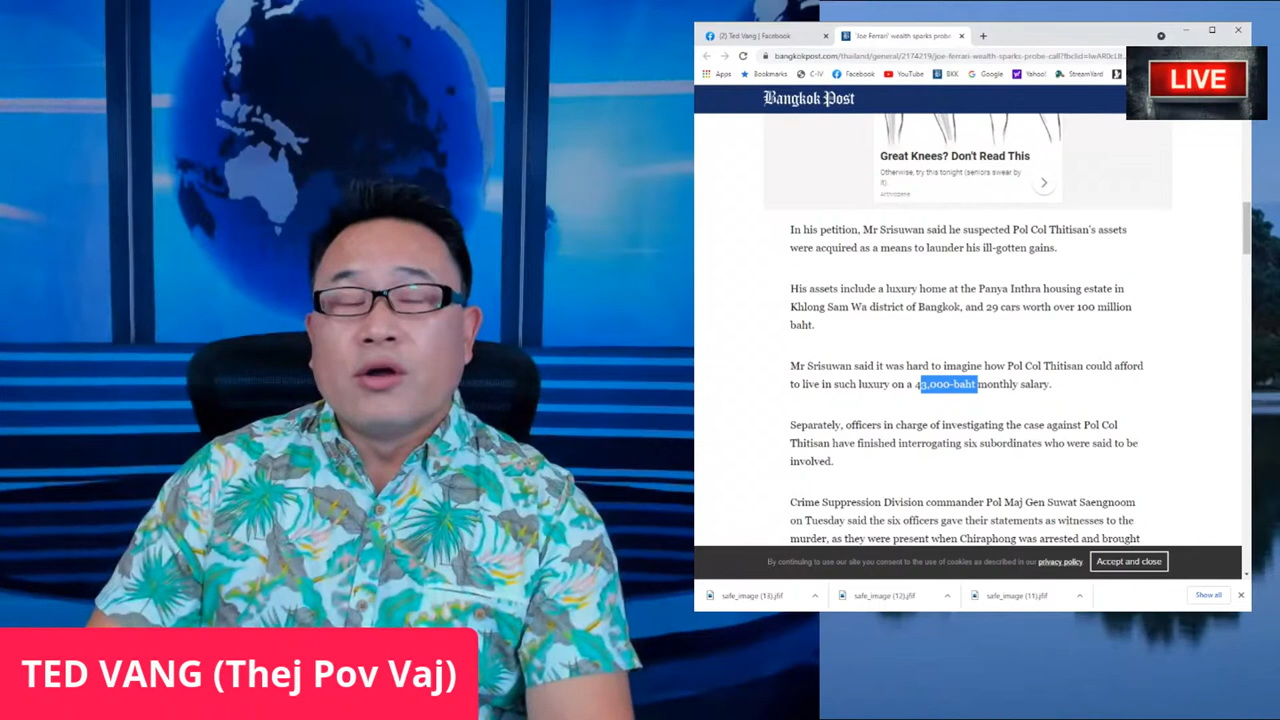 (2) Ted Vang | Facebook
'Joe Ferrari' wealth sparks probe
bangkokpost.com/thailand/general/2174219/joe-ferrari-wealth-sparks-probe-call?fbclid=
Apps
Bookmarks
C-IV
Facebook
YouTube
BKK
Google
Yahoo!
StreamYard
LIVE
Bangkok Post
Great Knees? Don't Read This
Otherwise, try this tonight (seniors swear by
it).
In his petition, Mr Srisuwan said he suspected Pol Col Thitisan's assets
were acquired as a means to launder his ill-gotten gains.
His assets include a luxury home at the Panya Inthra housing estate in
Khlong Sam Wa district of Bangkok, and 29 cars worth over 100 million
baht.
Mr Srisuwan said it was hard to imagine how Pol Col Thitisan could afford
to live in such luxury on a 43,000-baht monthly salary.
Separately, officers in charge of investigating the case against Pol Col
Thitisan have finished interrogating six subordinates who were said to be
involved.
Crime Suppression Division commander Pol Maj Gen Suwat Saengnoom
on Tuesday said the six officers gave their statements as witnesses to the
murder, as they were present when Chiraphong was arrested and brought
By continuing to use our site you consent to the use of cookies as described in our privacy policy
Accept and close
safe_image (13).jfif
safe_image (12).jfif
safe_image (11).jfif
Show all
TED VANG (Thej Pov Vaj)